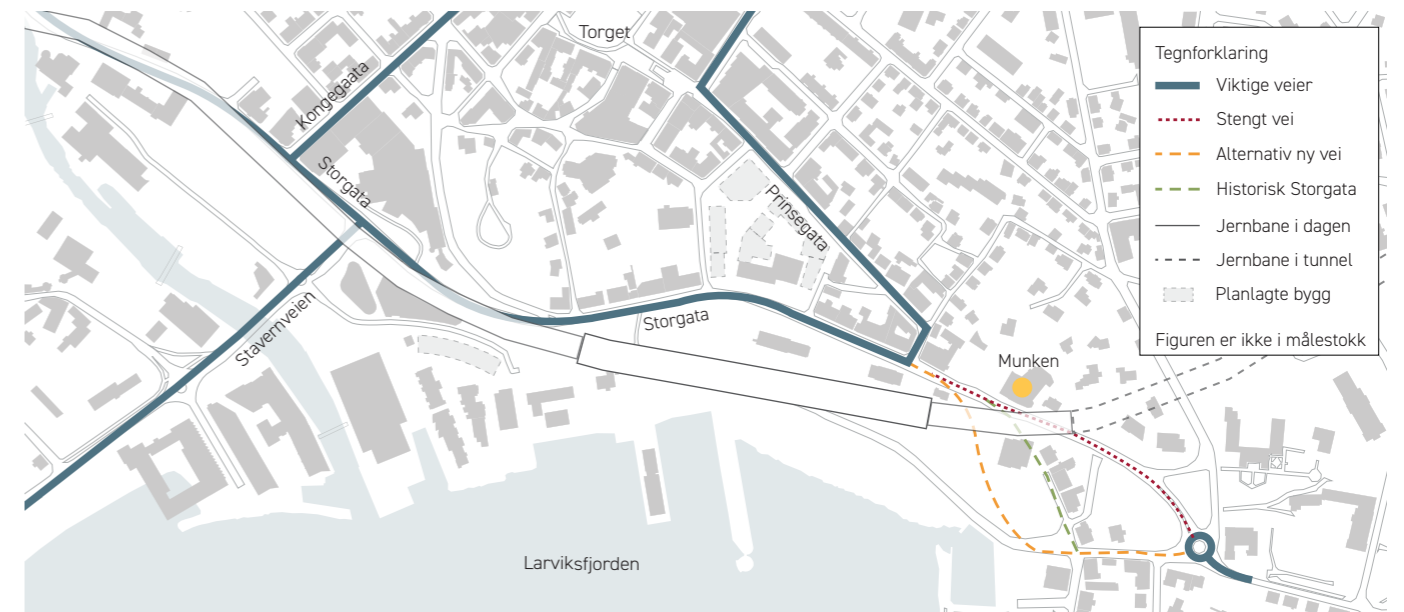 Torget
Kongegaata
Storgata
Prinsegata
Stavernveien
Storgata
Munken
Larviksfjorden
Tegnforklaring
Viktige veier
Stengt vei
Alternativ ny vei
Historisk Storgata
Jernbane i dagen
Jernbane i tunnel
Planlagte bygg
Figuren er ikke i målestokk